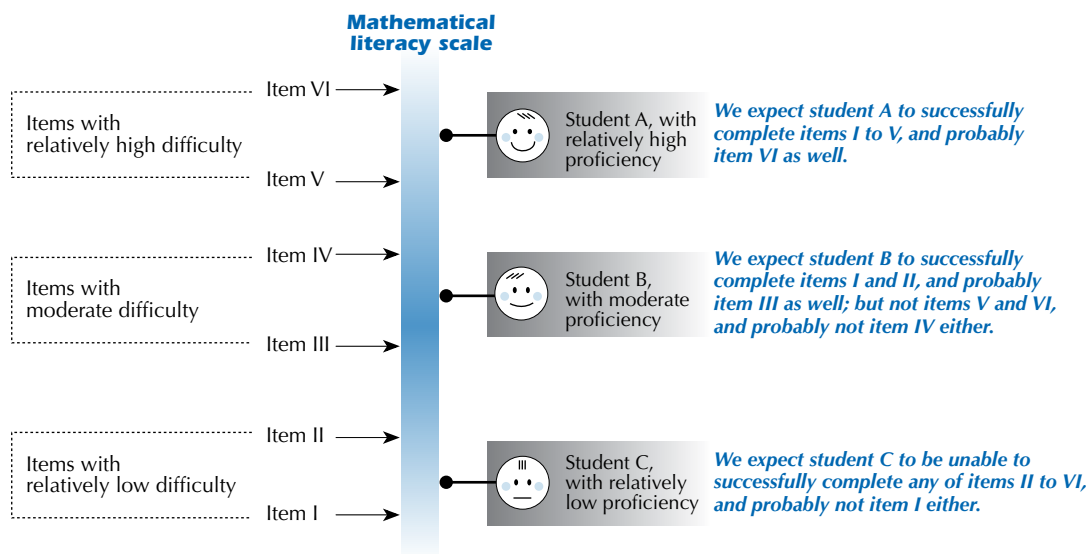 Mathematical
literacy scale
Item VI
Items with
relatively high difficulty
Item V
Student A, with
relatively high
proficiency
We expect student A to successfully
complete items I to V, and probably
item VI as well.
Item IV
Items with
moderate difficulty
Item III
Student B,
with moderate
proficiency
We expect student B to successfully
complete items I and II, and probably
item III as well; but not items V and VI,
and probably not item IV either.
Item II
Items with
relatively low difficulty
Item I
Student C,
with relatively
low proficiency
We expect student C to be unable to
successfully complete any of items II to VI,
and probably not item I either.